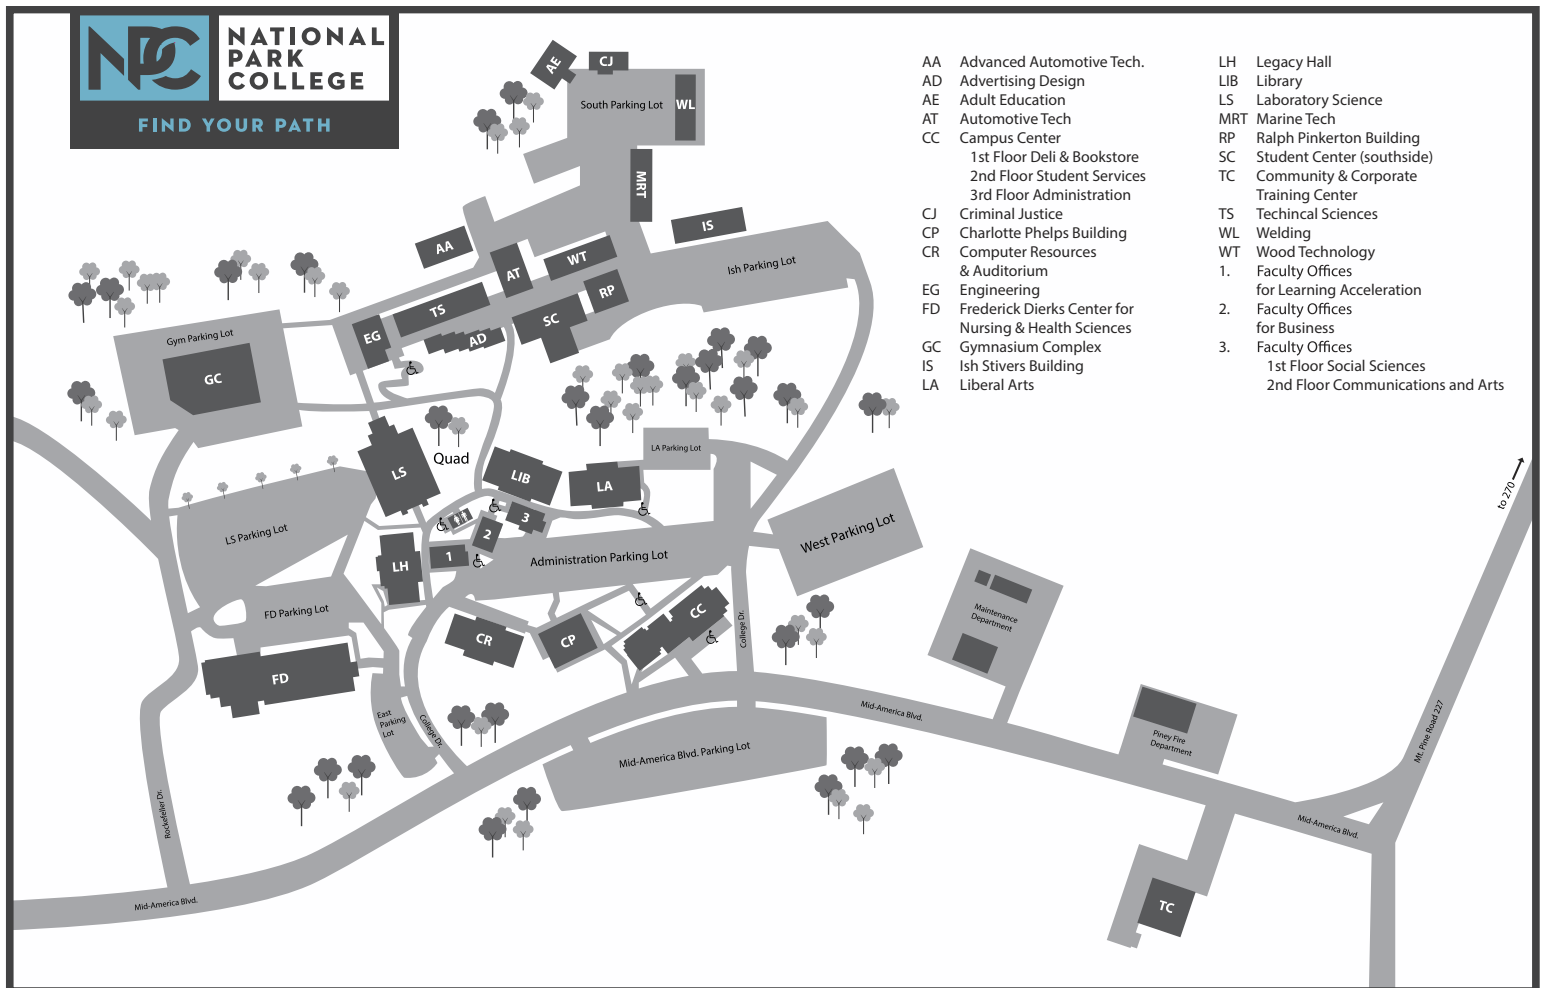 NPC
NATIONAL
PARK
COLLEGE
FIND YOUR PATH
AA Advanced Automotive Tech.
AD Advertising Design
AE Adult Education
AT Automotive Tech
CC Campus Center
1st Floor Deli & Bookstore
2nd Floor Student Services
3rd Floor Administration
CJ Criminal Justice
CP Charlotte Phelps Building
CR Computer Resources
& Auditorium
EG Engineering
FD Frederick Dierks Center for
Nursing & Health Sciences
GC Gymnasium Complex
IS Ish Stivers Building
LA Liberal Arts
LH Legacy Hall
LIB Library
LS Laboratory Science
MRT Marine Tech
RP Ralph Pinkerton Building
SC Student Center (southside)
TC Community & Corporate
Training Center
TS Techincal Sciences
WL Welding
WT Wood Technology
1. Faculty Offices
for Learning Acceleration
2. Faculty Offices
for Business
3. Faculty Offices
1st Floor Social Sciences
2nd Floor Communications and Arts
AE
CJ
South Parking Lot
WL
MRT
IS
AA
AT
WT
Ish Parking Lot
RP
TS
SC
EG
AD
Gym Parking Lot
GC
LA Parking Lot
Quad
LS
LIB
LA
3
2
1
LS Parking Lot
LH
Administration Parking Lot
West Parking Lot
to 270
FD Parking Lot
CR
CP
CC
College Dr.
Maintenance
Department
FD
East
Parking
Lot
College Dr.
Mid-America Blvd.
Mid-America Blvd. Parking Lot
Piney Fire
Department
Mt. Pine Road 227
Rockefeller Dr.
Mid-America Blvd.
Mid-America Blvd.
TC